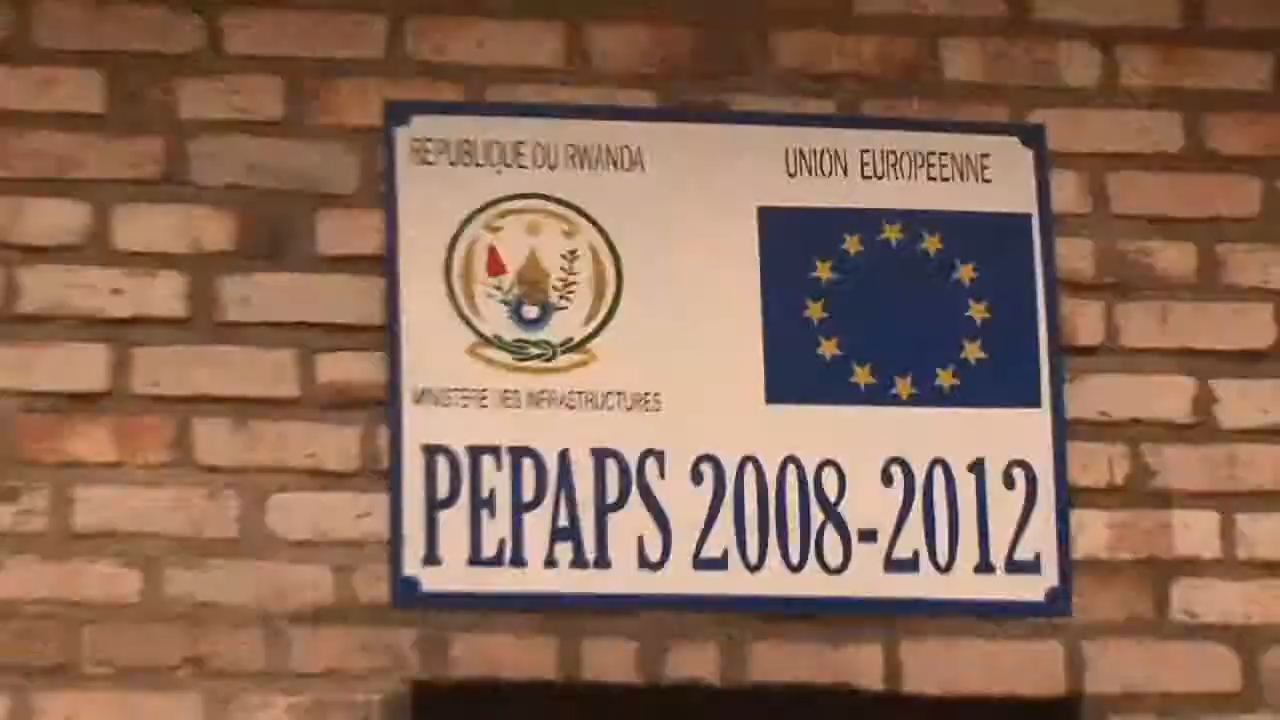 REPUBLIQUE DU RWANDA
UNION EUROPEENNE
MINISTERE DES INFRASTRUCTURES
PEPAPS 2008-2012